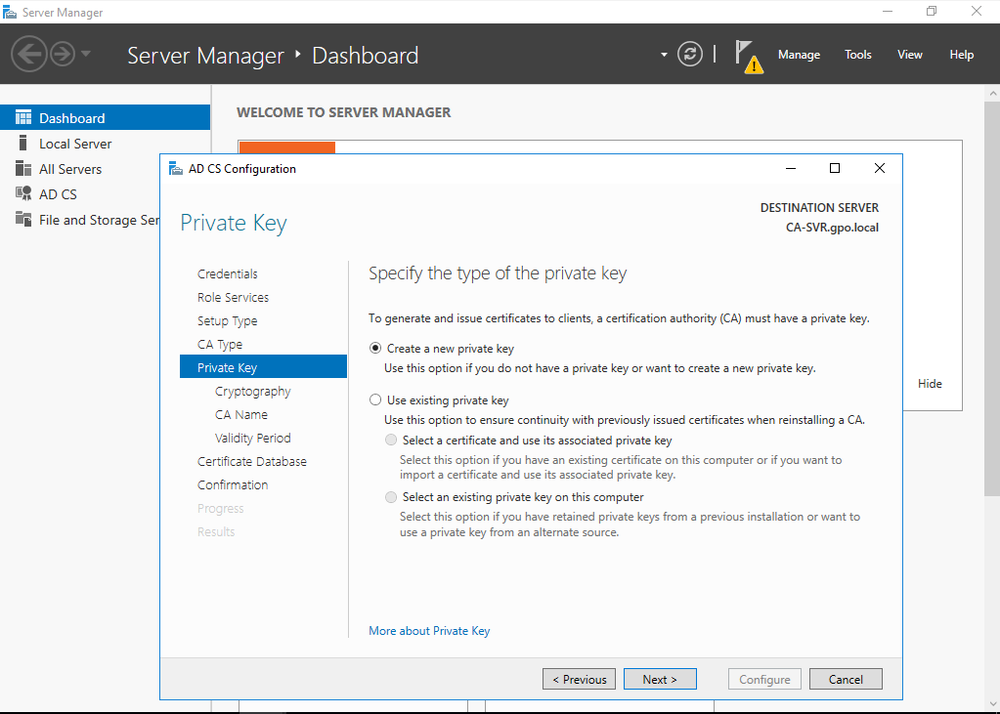 Server Manager
Server Manager ‣ Dashboard
Manage Tools View Help
Dashboard
Local Server
All Servers
AD CS
File and Storage Ser
WELCOME TO SERVER MANAGER
Hide
AD CS Configuration
Private Key
DESTINATION SERVER
CA-SVR.gpo.local
Credentials
Role Services
Setup Type
CA Type
Private Key
Cryptography
CA Name
Validity Period
Certificate Database
Confirmation
Progress
Results
Specify the type of the private key
To generate and issue certificates to clients, a certification authority (CA) must have a private key.
Create a new private key
Use this option if you do not have a private key or want to create a new private key.
Use existing private key
Use this option to ensure continuity with previously issued certificates when reinstalling a CA.
Select a certificate and use its associated private key
Select this option if you have an existing certificate on this computer or if you want to
import a certificate and use its associated private key.
Select an existing private key on this computer
Select this option if you have retained private keys from a previous installation or want to
use a private key from an alternate source.
More about Private Key
< Previous Next > Configure Cancel